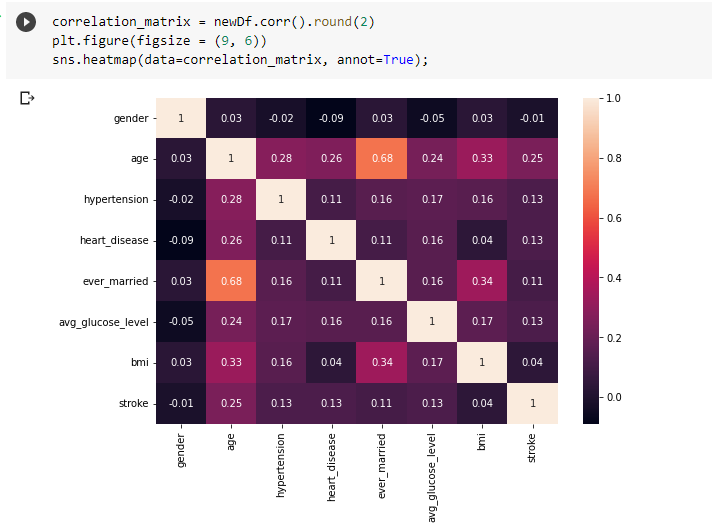 correlation_matrix = newDf.corr().round(2)
plt.figure(figsize = (9, 6))
sns.heatmap(data=correlation_matrix, annot=True);
gender 1 0.03 -0.02 -0.09 0.03 -0.05 0.03 -0.01
age 0.03 1 0.28 0.26 0.68 0.24 0.33 0.25
hypertension -0.02 0.28 1 0.11 0.16 0.17 0.16 0.13
heart_disease -0.09 0.26 0.11 1 0.11 0.16 0.04 0.13
ever_married 0.03 0.68 0.16 0.11 1 0.16 0.34 0.11
avg_glucose_level -0.05 0.24 0.17 0.16 0.16 1 0.17 0.13
bmi 0.03 0.33 0.16 0.04 0.34 0.17 1 0.04
stroke -0.01 0.25 0.13 0.13 0.11 0.13 0.04 1
gender
age
hypertension
heart_disease
ever_married
avg_glucose_level
bmi
stroke
1.0
0.8
0.6
0.4
0.2
0.0